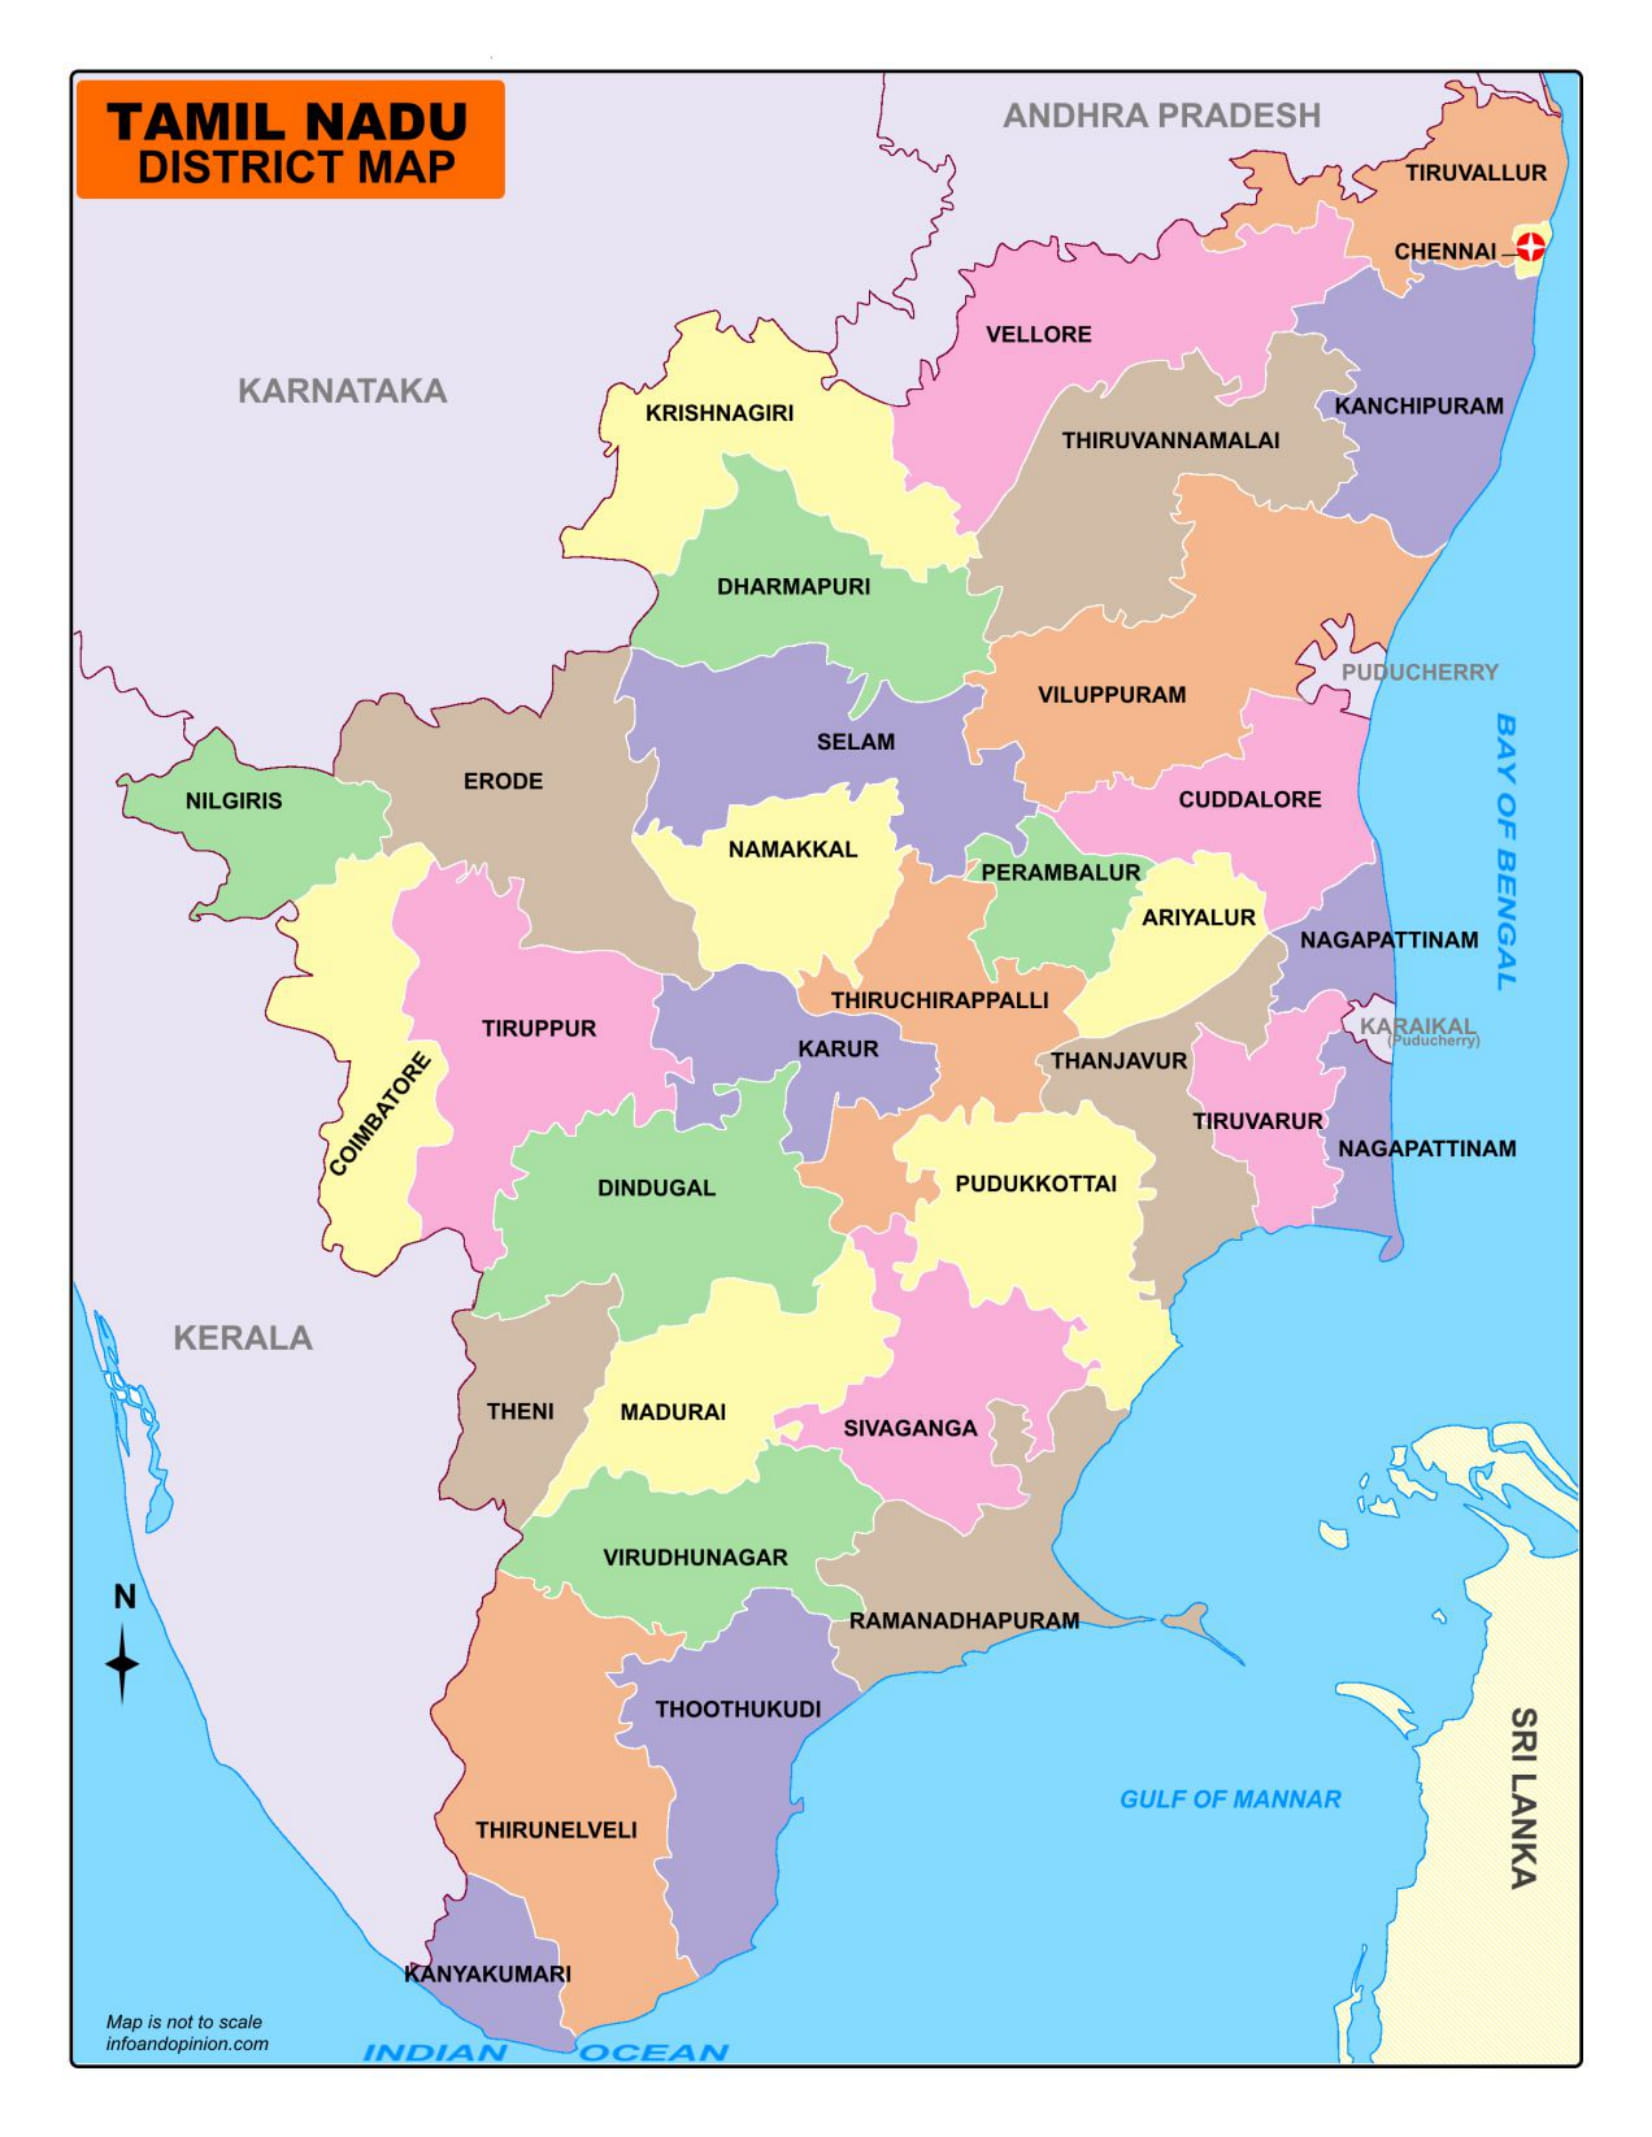 TAMIL NADU
DISTRICT MAP
ANDHRA PRADESH
TIRUVALLUR
CHENNAI
VELLORE
KARNATAKA
KRISHNAGIRI
KANCHIPURAM
THIRUVANNAMALAI
DHARMAPURI
PUDUCHERRY
VILUPPURAM
SELAM
ERODE
NILGIRIS
CUDDALORE
BAY OF BENGAL
NAMAKKAL
PERAMBALUR
ARIYALUR
NAGAPATTINAM
THIRUCHIRAPPALLI
TIRUPPUR
KARAIKAL
(Puducherry)
KARUR
THANJAVUR
COIMBATORE
TIRUVARUR
NAGAPATTINAM
DINDUGAL
PUDUKKOTTAI
KERALA
THENI
MADURAI
SIVAGANGA
VIRUDHUNAGAR
N
RAMANADHAPURAM
THOOTHUKUDI
GULF OF MANNAR
SRI LANKA
THIRUNELVELI
KANYAKUMARI
Map is not to scale
infoandopinion.com
INDIAN OCEAN